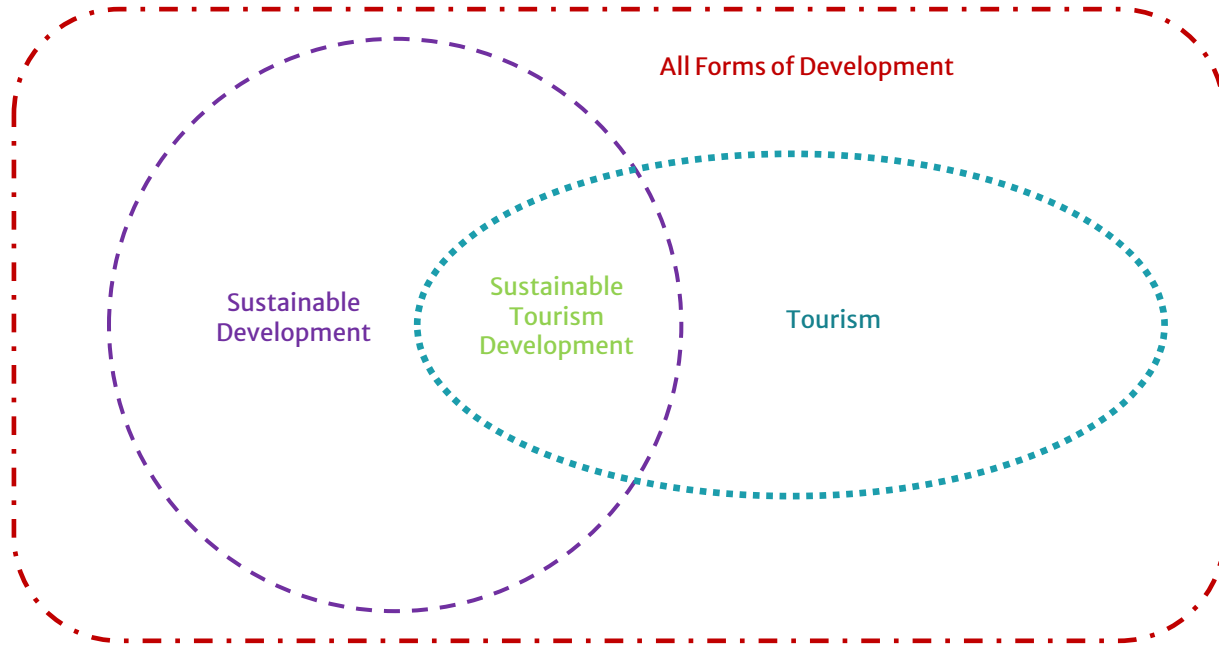 All Forms of Development
Sustainable
Development
Sustainable
Tourism
Development
Tourism